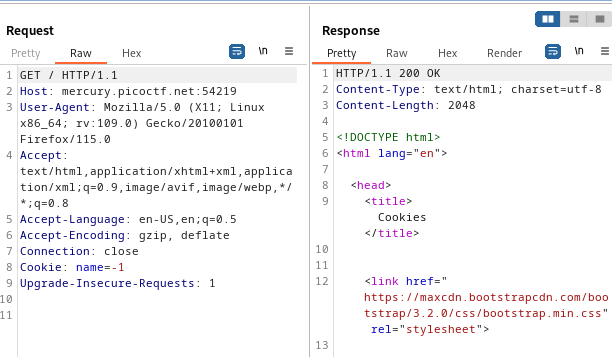 Request
Pretty Raw Hex \n
1 GET / HTTP/1.1
2 Host: mercury.picoctf.net:54219
3 User-Agent: Mozilla/5.0 (X11; Linux
x86_64; rv:109.0) Gecko/20100101
Firefox/115.0
4 Accept:
text/html,application/xhtml+xml,applica
tion/xml;q=0.9,image/avif,image/webp,*/
*;q=0.8
5 Accept-Language: en-US,en;q=0.5
6 Accept-Encoding: gzip, deflate
7 Connection: close
8 Cookie: name=-1
9 Upgrade-Insecure-Requests: 1
10
11
Response
Pretty Raw Hex Render \n
1 HTTP/1.1 200 OK
2 Content-Type: text/html; charset=utf-8
3 Content-Length: 2048
4
5 <!DOCTYPE html>
6 <html lang="en">
7
8 <head>
9 <title>
Cookies
</title>
10
11
12 <link href="
https://maxcdn.bootstrapcdn.com/boo
tstrap/3.2.0/css/bootstrap.min.css"
rel="stylesheet">
13